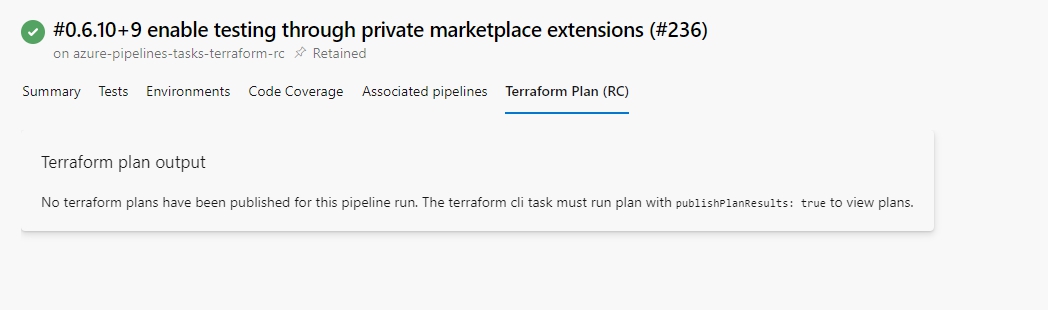 #0.6.10+9 enable testing through private marketplace extensions (#236)
on azure-pipelines-tasks-terraform-rc Retained
Summary Tests Environments Code Coverage Associated pipelines Terraform Plan (RC)
Terraform plan output
No terraform plans have been published for this pipeline run. The terraform cli task must run plan with publishPlanResults: true to view plans.